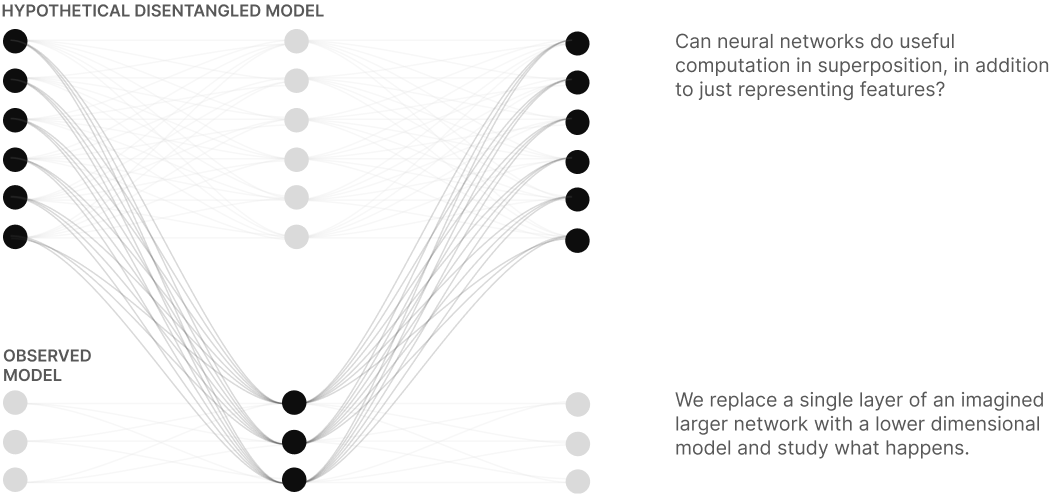 HYPOTHETICAL DISENTANGLED MODEL
Can neural networks do useful
computation in superposition, in addition
to just representing features?
OBSERVED
MODEL
We replace a single layer of an imagined
larger network with a lower dimensional
model and study what happens.